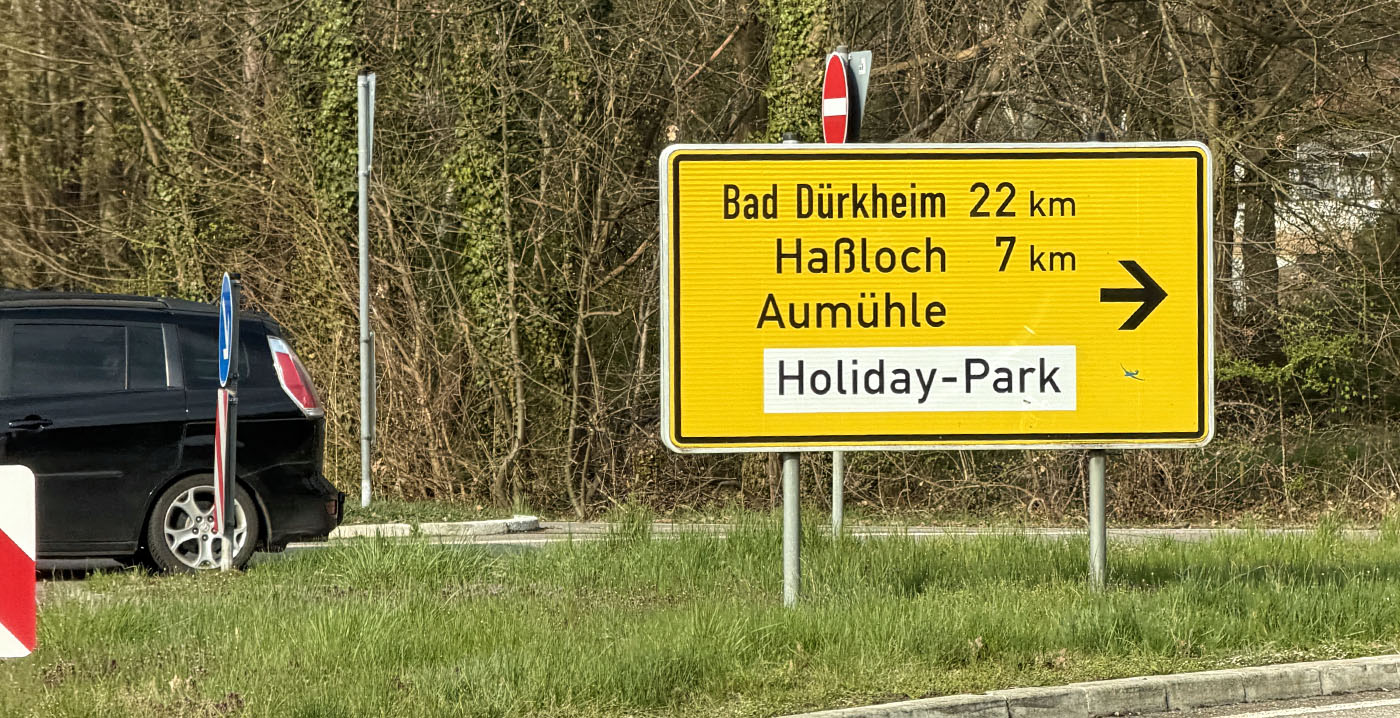 Bad Dürkheim 22 km
Haßloch 7 km
Aumühle
Holiday-Park